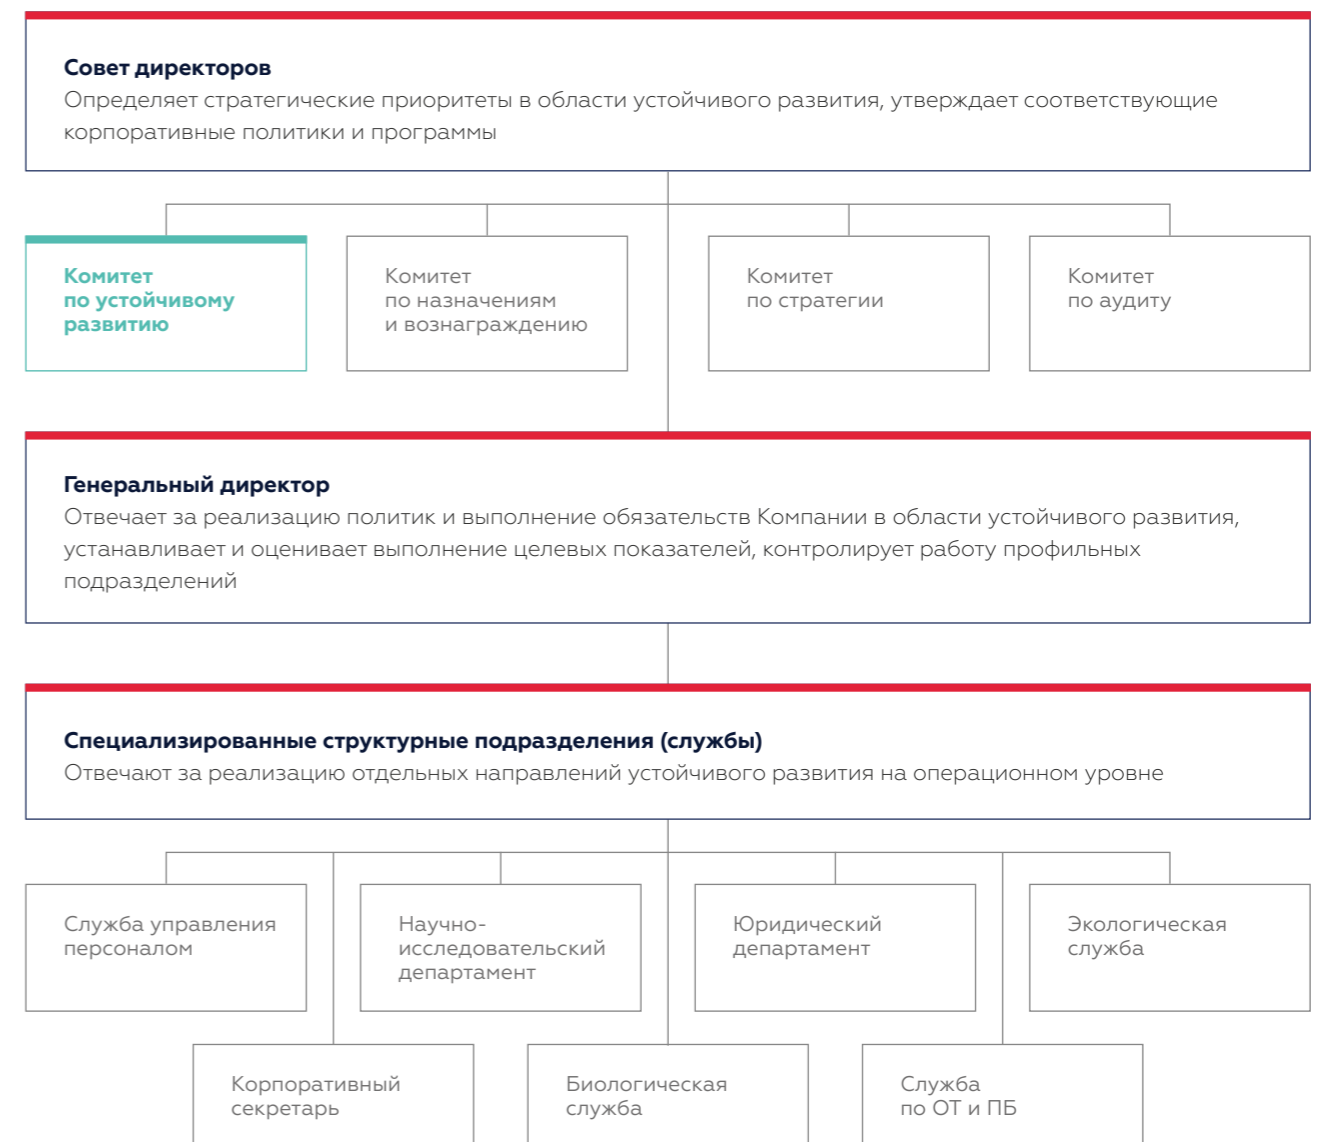 Совет директоров
Определяет стратегические приоритеты в области устойчивого развития, утверждает соответствующие
корпоративные политики и программы
Комитет
по устойчивому
развитию
Комитет
по назначениям
и вознаграждению
Комитет
по стратегии
Комитет
по аудиту
Генеральный директор
Отвечает за реализацию политик и выполнение обязательств Компании в области устойчивого развития,
устанавливает и оценивает выполнение целевых показателей, контролирует работу профильных
подразделений
Специализированные структурные подразделения (службы)
Отвечают за реализацию отдельных направлений устойчивого развития на операционном уровне
Служба управления
персоналом
Научно-
исследовательский
департамент
Юридический
департамент
Экологическая
служба
Корпоративный
секретарь
Биологическая
служба
Служба
по ОТ и ПБ